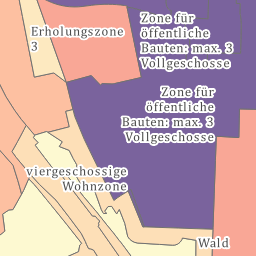 Erholungszone
3
Zone für
öffentliche
Bauten: max. 3
Vollgeschosse
Zone für
öffentliche
Bauten: max. 3
Vollgeschosse
viergeschossige
Wohnzone
Wald